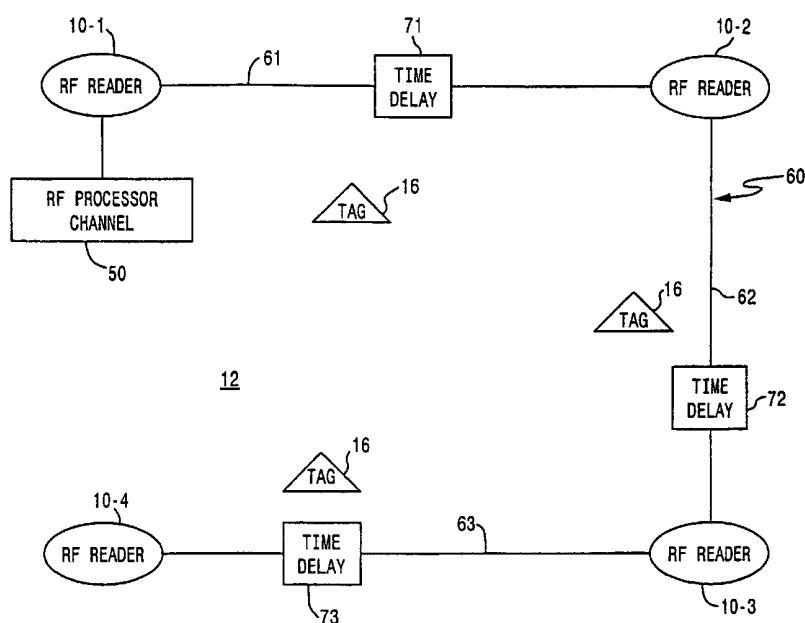 10-1
61
71
10-2
RF READER
TIME
DELAY
RF READER
RF PROCESSOR
CHANNEL
50
16
TAG
60
16
TAG
62
12
TIME
DELAY
72
16
TAG
10-4
63
RF READER
TIME
DELAY
RF READER
73
10-3